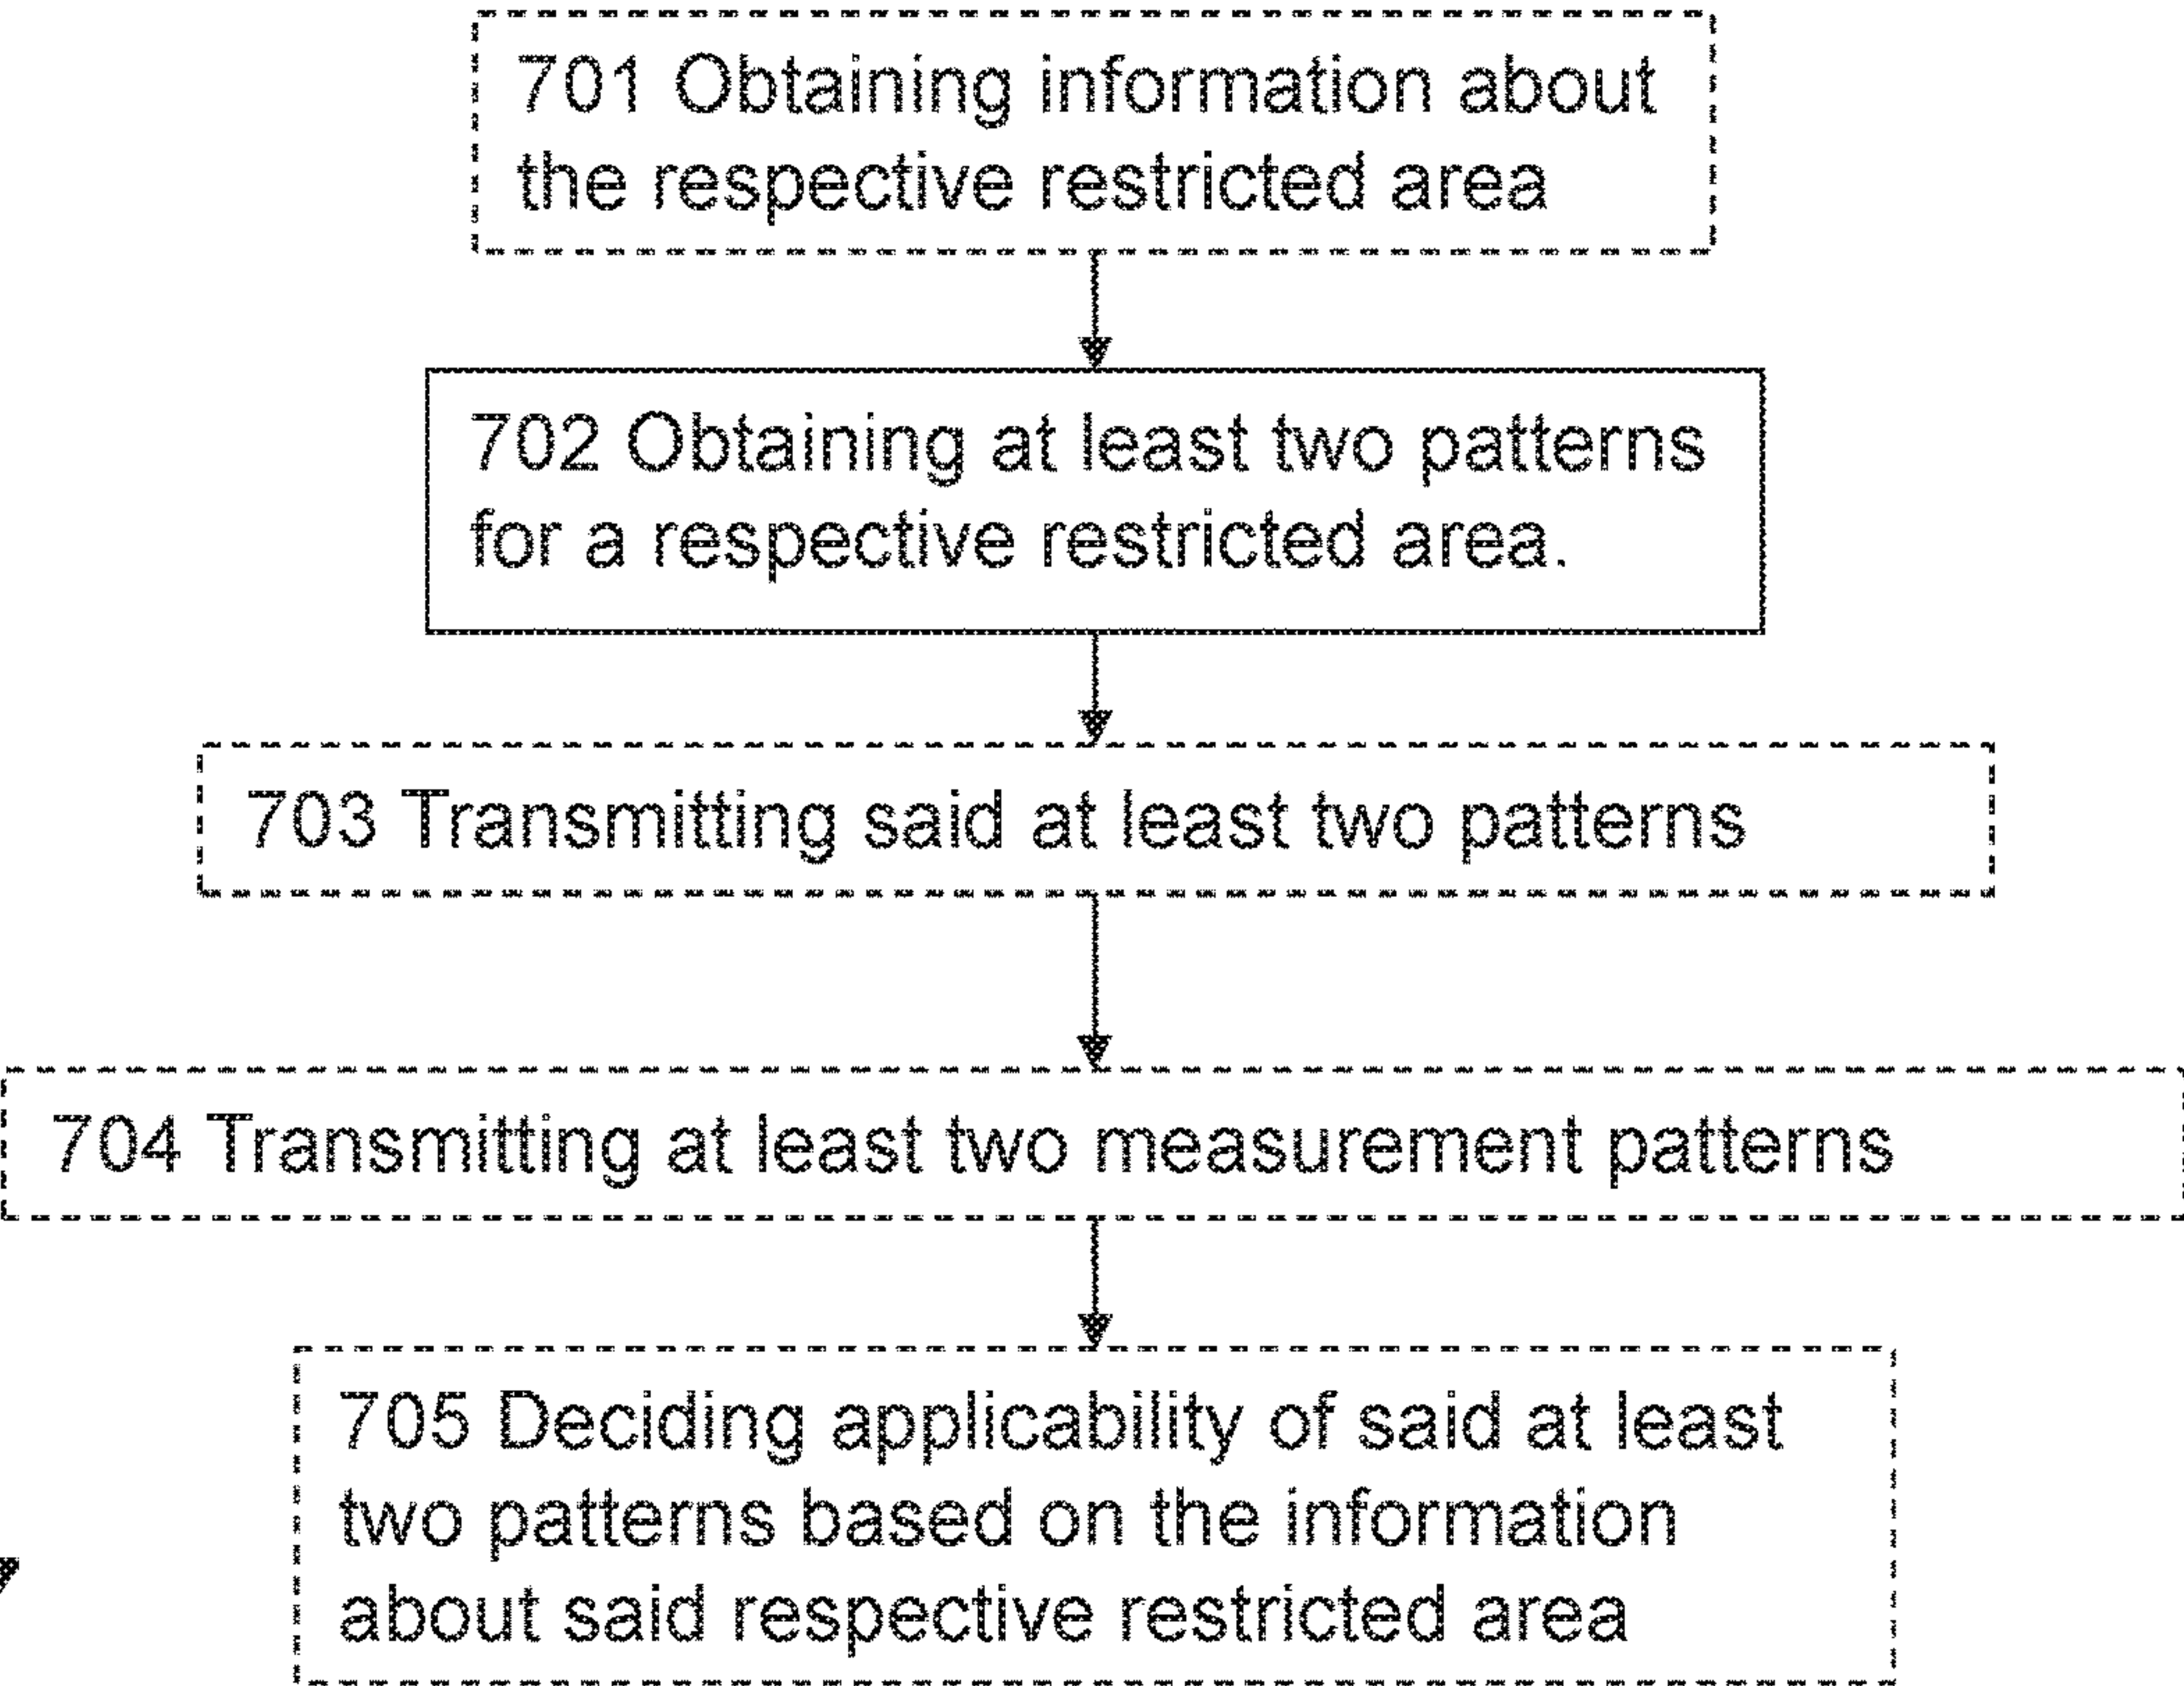 701 Obtaining information about
the respective restricted area
702 Obtaining at least two patterns
for a respective restricted area.
703 Transmitting said at least two patterns
704 Transmitting at least two measurement patterns
705 Deciding applicability of said at least
two patterns based on the information
about said respective restricted area